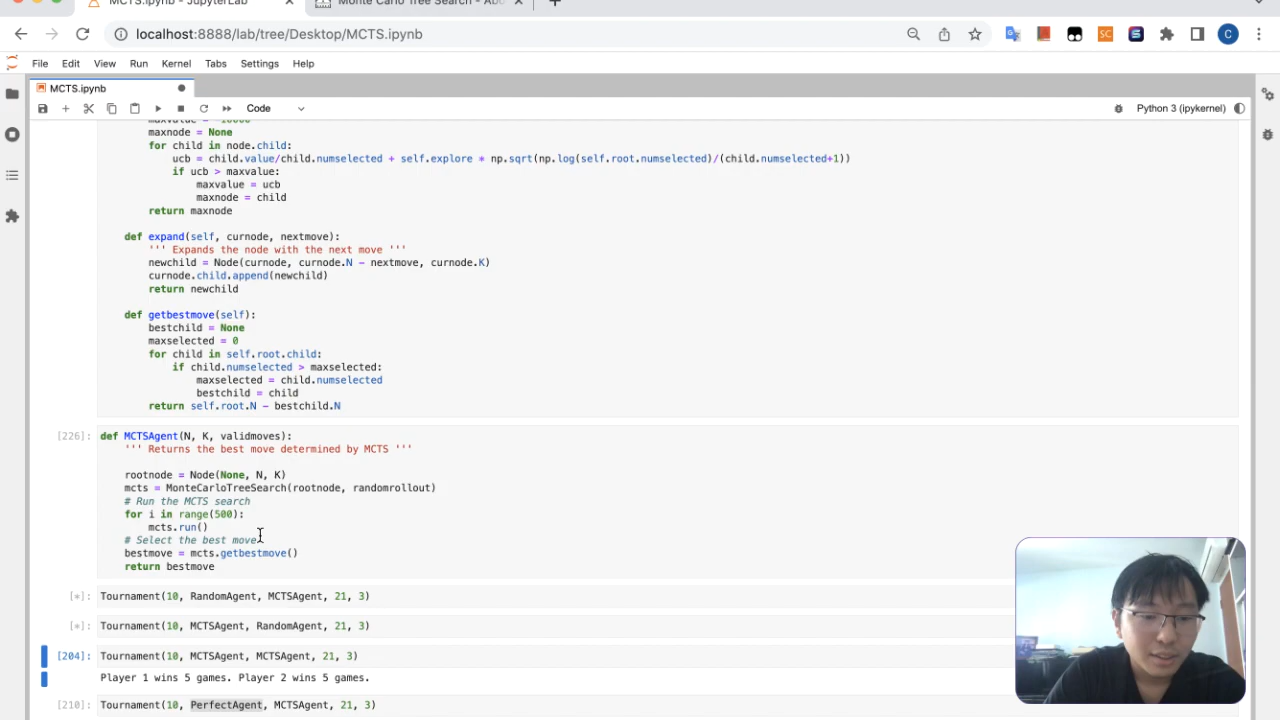 MCTS.ipynb - JupyterLab
Monte Carlo Tree Search - Abo
localhost:8888/lab/tree/Desktop/MCTS.ipynb
SC
C
File Edit View Run Kernel Tabs Settings Help
MCTS.ipynb
Code
Python 3 (ipykernel)
maxvalue = -10000
maxnode = None
for child in node.child:
ucb = child.value/child.numselected + self.explore * np.sqrt(np.log(self.root.numselected)/(child.numselected+1))
if ucb > maxvalue:
maxvalue = ucb
maxnode = child
return maxnode
def expand(self, curnode, nextmove):
''' Expands the node with the next move '''
newchild = Node(curnode, curnode.N - nextmove, curnode.K)
curnode.child.append(newchild)
return newchild
def getbestmove(self):
bestchild = None
maxselected = 0
for child in self.root.child:
if child.numselected > maxselected:
maxselected = child.numselected
bestchild = child
return self.root.N - bestchild.N
[226]: def MCTSAgent(N, K, validmoves):
''' Returns the best move determined by MCTS '''
rootnode = Node(None, N, K)
mcts = MonteCarloTreeSearch(rootnode, randomrollout)
# Run the MCTS search
for i in range(500):
mcts.run()
# Select the best move
bestmove = mcts.getbestmove()
return bestmove
[*]: Tournament(10, RandomAgent, MCTSAgent, 21, 3)
[*]: Tournament(10, MCTSAgent, RandomAgent, 21, 3)
[204]: Tournament(10, MCTSAgent, MCTSAgent, 21, 3)
Player 1 wins 5 games. Player 2 wins 5 games.
[210]: Tournament(10, PerfectAgent, MCTSAgent, 21, 3)